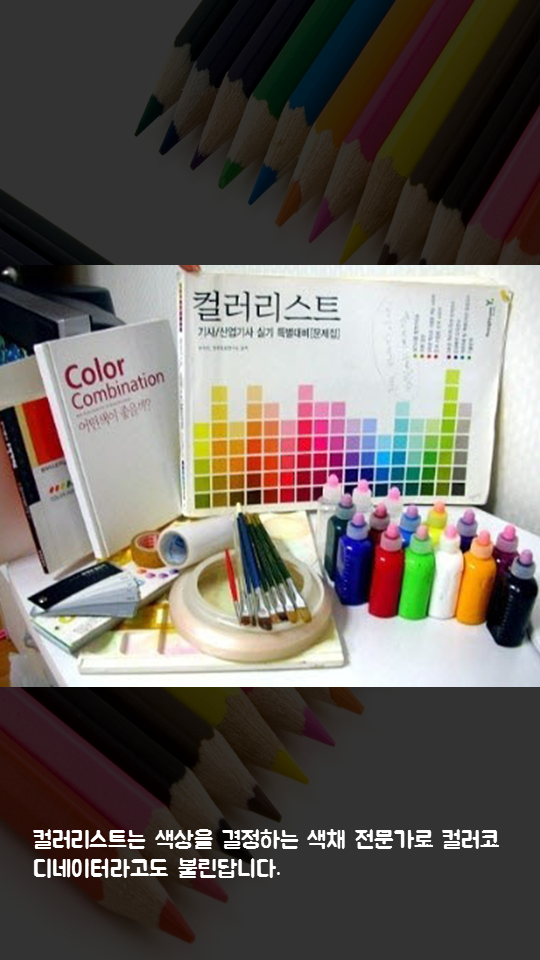 컬러리스트
기사/산업기사 실기 특별대비[문제집]
Color
Combination
어떤색이 좋을까?
컬러리스트는 색상을 결정하는 색채 전문가로 컬러코
디네이터라고도 불린답니다.